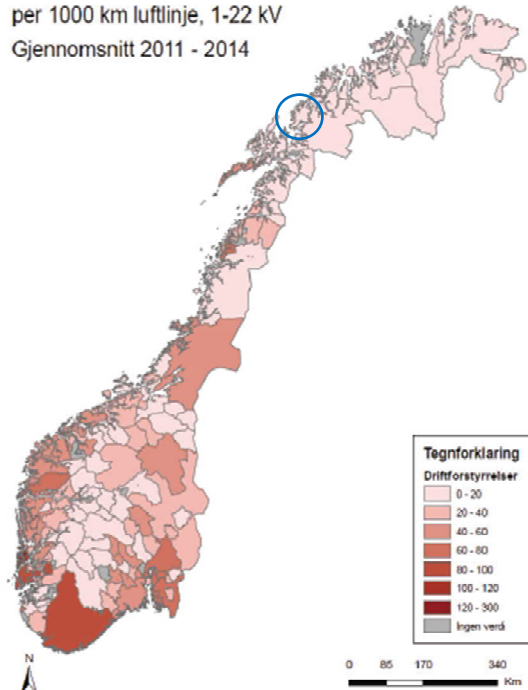 per 1000 km luftlinje, 1-22 kV
Gjennomsnitt 2011 - 2014
Tegnforklaring
Driftforstyrrelser
0 - 20
20 - 40
40 - 60
60 - 80
80 - 100
100 - 120
120 - 300
Ingen verdi
N
0 85 170 340
Km